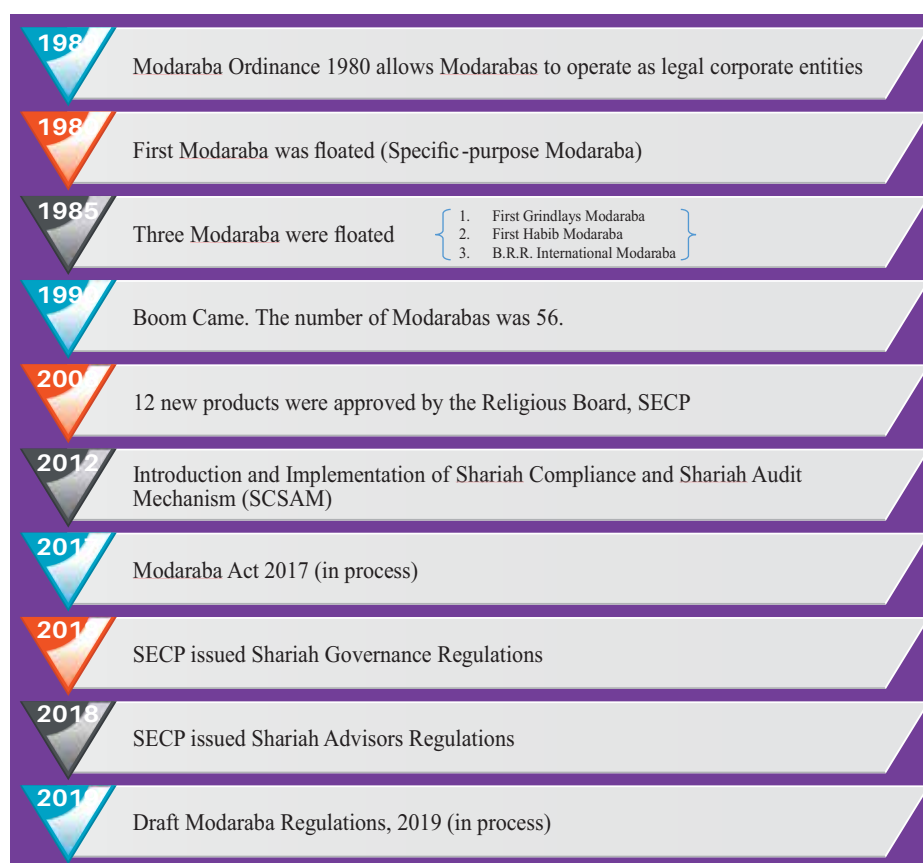 198
Modaraba Ordinance 1980 allows Modarabas to operate as legal corporate entities
198
First Modaraba was floated (Specific-purpose Modaraba)
1985
Three Modaraba were floated
1. First Grindlays Modaraba
2. First Habib Modaraba
3. B.R.R. International Modaraba
199
Boom Came. The number of Modarabas was 56.
200
12 new products were approved by the Religious Board, SECP
2012
Introduction and Implementation of Shariah Compliance and Shariah Audit
Mechanism (SCSAM)
201
Modaraba Act 2017 (in process)
201
SECP issued Shariah Governance Regulations
2018
SECP issued Shariah Advisors Regulations
201
Draft Modaraba Regulations, 2019 (in process)